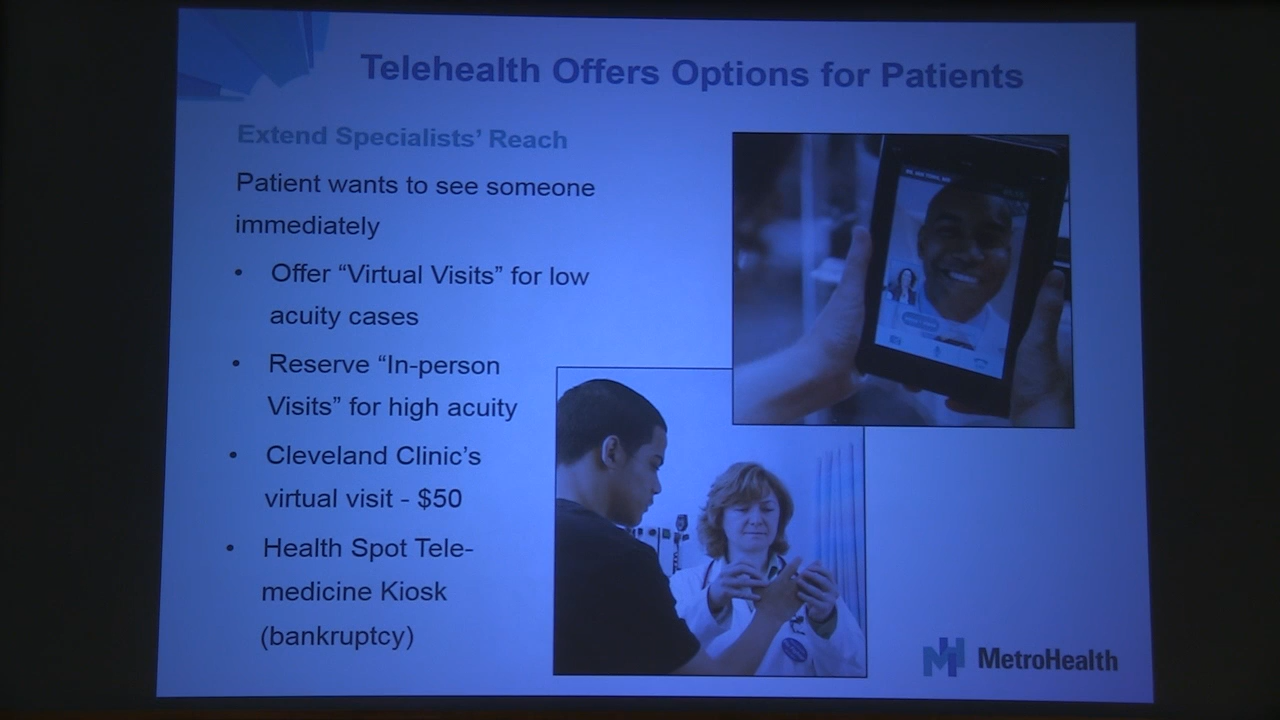 Telehealth Offers Options for Patients
Extend Specialists' Reach
Patient wants to see someone
immediately
• Offer “Virtual Visits” for low
acuity cases
• Reserve “In-person
Visits” for high acuity
• Cleveland Clinic's
virtual visit - $50
• Health Spot Tele-
medicine Kiosk
(bankruptcy)
MetroHealth